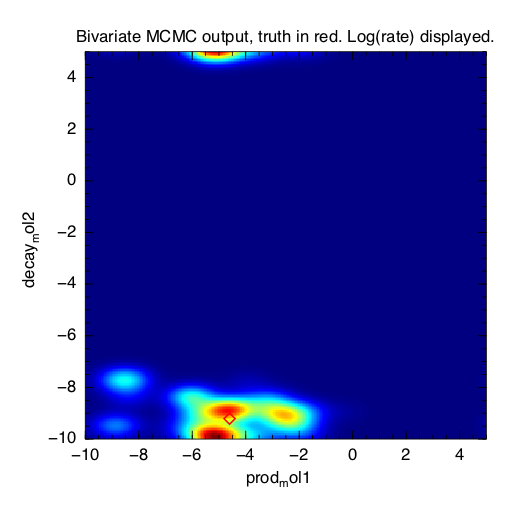 Bivariate MCMC output, truth in red. Log(rate) displayed.
4
2
0
−2
−4
−6
−8
−10
decay_mol2
−10 −8 −6 −4 −2 0 2 4
prod_mol1